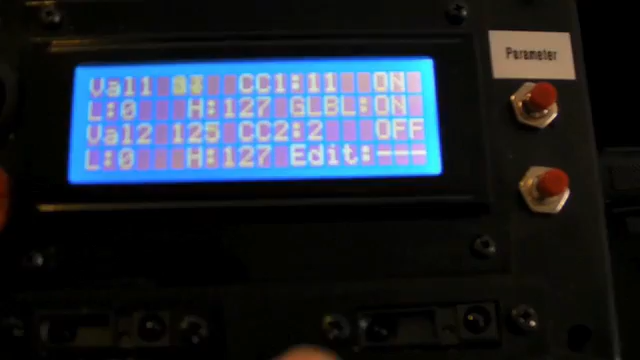 Val1 CC1:11 ON
L:0 H:127 GLBL:ON
Val2 125 CC2:2 OFF
L:0 H:127 Edit:---
Parameter